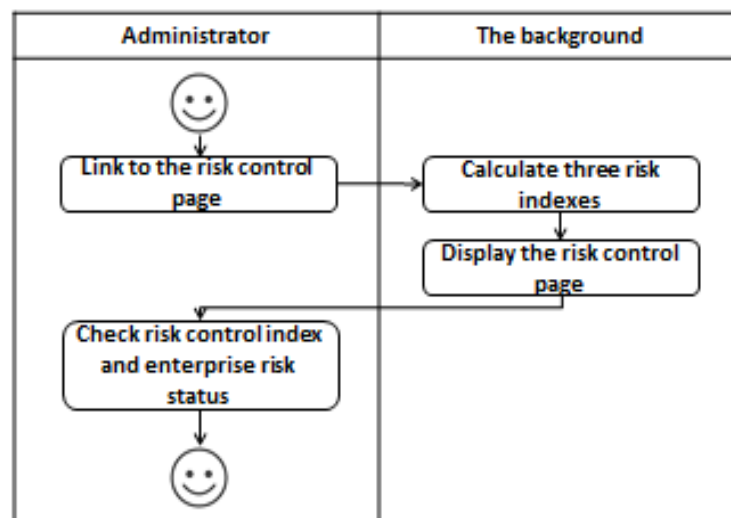 Administrator
The background
Link to the risk control
page
Calculate three risk
indexes
Display the risk control
page
Check risk control index
and enterprise risk
status